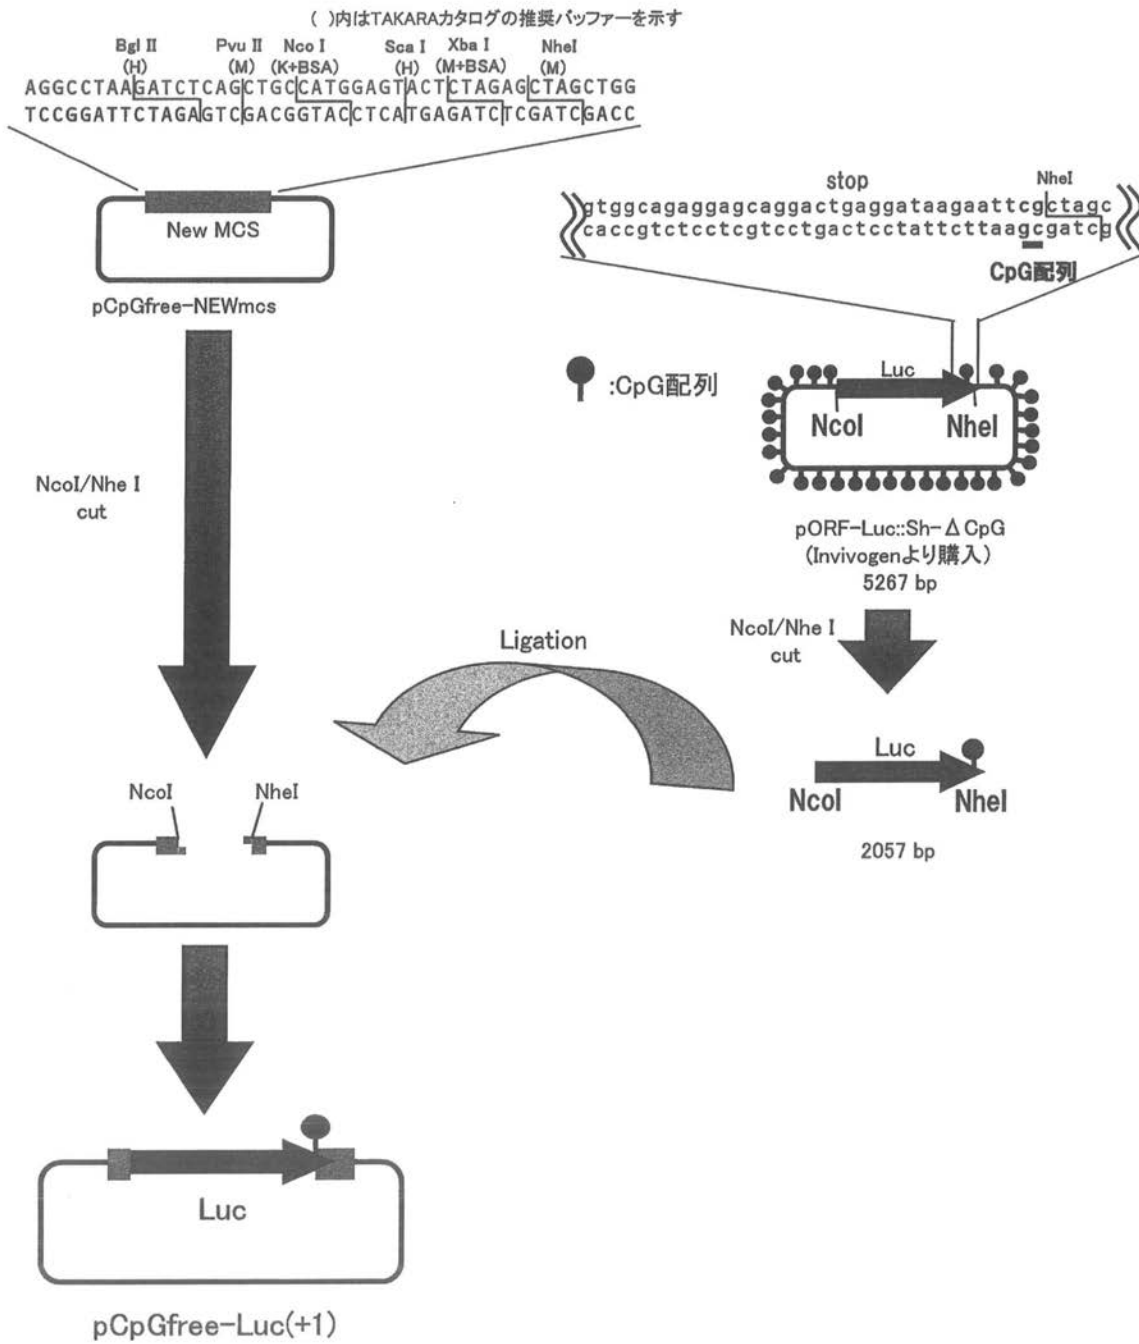 ( )内はTAKARAカタログの推奨バッファーを示す
Bgl II Pvu II Nco I Sca I Xba I NheI
(H) (M) (K+BSA) (H) (M+BSA) (M)
AGGCCTAAGATCTCAGCTGCCATGGAGTACTCTAGAGCTAGCTGG
TCCGGATTCTAGAGTCGACGGTACCTCATGAGATCTCGATCGACC
New MCS
pCpGfree-NEWmcs
stop NheI
gtggcagaggagcaggactgaggataagaattcgctagc
caccgtctcctcgtcctgactcctattcttaagcgatcg
CpG配列
:CpG配列
Luc
NcoI NheI
pORF-Luc::Sh-ΔCpG
(Invivogenより購入)
5267 bp
NcoI/Nhe I
cut
NcoI/Nhe I
cut
Ligation
Luc
NcoI NheI
2057 bp
NcoI NheI
Luc
pCpGfree-Luc(+1)